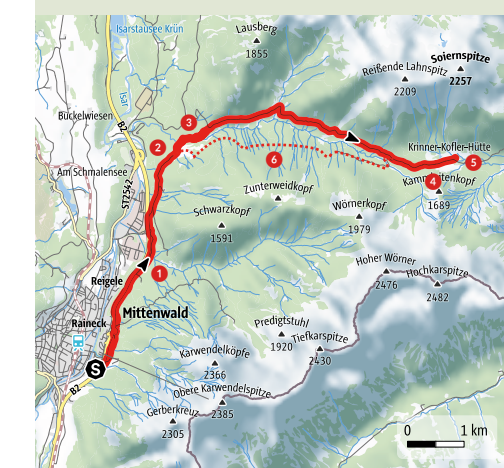 Isarstausee Krün
Lausberg
1855
Soiernspitze
2257
Reißende Lahnspitz
2209
Isar
Buckelwiesen
B2
3
2
Krinner-Kofler-Hütte
6
5
4
Am Schmalensee
ST2542
Zunterweidkopf
1689
Schwarzkopf
1591
Wörnerkopf
1979
Hoher Wörner
2476
Hochkarspitze
2482
1
Reigele
Mittenwald
Raineck
Predigtstuhl
1920
Tiefkarspitze
2430
Karwendelköpfe
2366
S
B2
Obere Karwendelspitze
2385
Gerberkreuz
2305
0 1 km